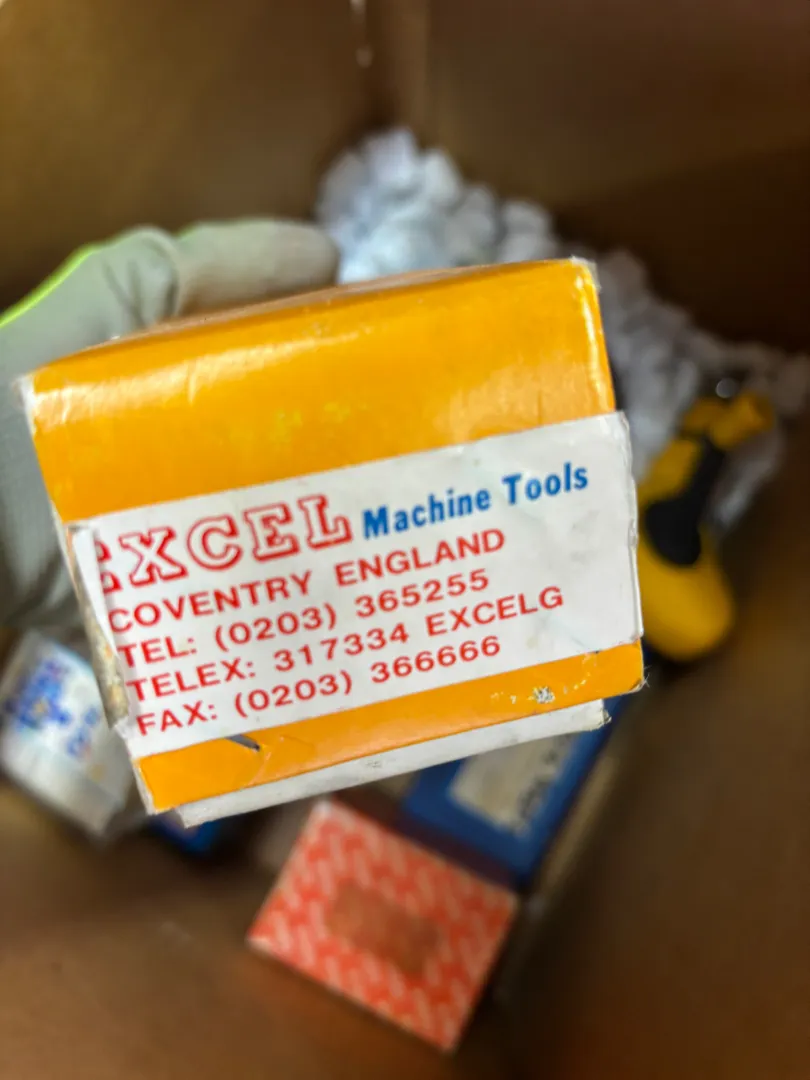 EXCEL Machine Tools
COVENTRY ENGLAND
TEL: (0203) 365255
TELEX: 317334 EXCELG
FAX: (0203) 366666